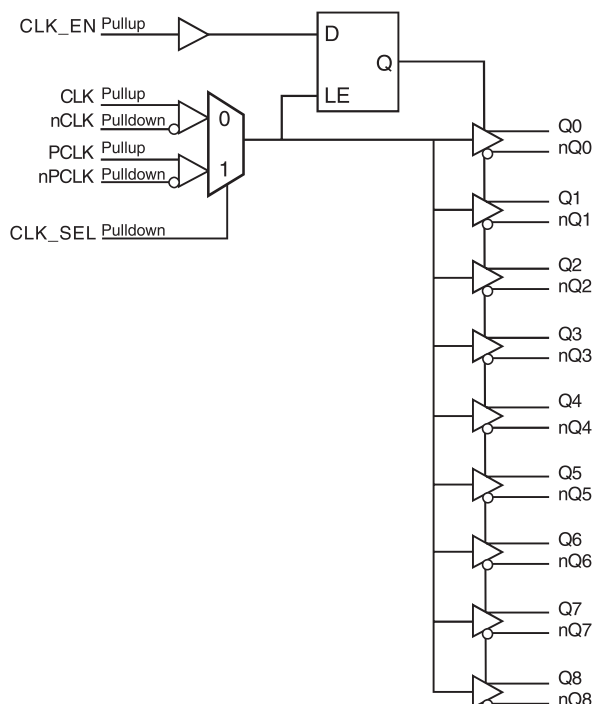 CLK_EN Pullup
D
Q
LE
CLK Pullup
nCLK Pulldown
0
PCLK Pullup
nPCLK Pulldown
1
CLK_SEL Pulldown
Q0
nQ0
Q1
nQ1
Q2
nQ2
Q3
nQ3
Q4
nQ4
Q5
nQ5
Q6
nQ6
Q7
nQ7
Q8
nQ8